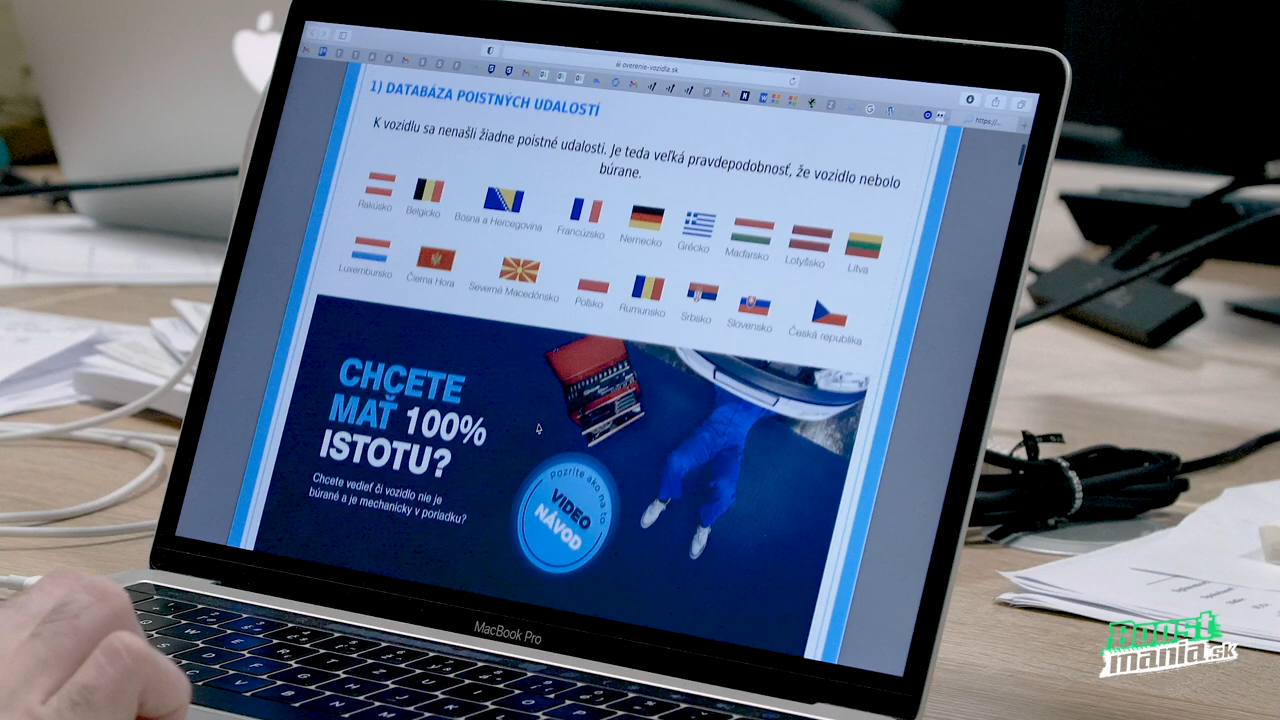 overenie-vozidla.sk
https://...
1) DATABÁZA POISTNÝCH UDALOSTÍ
K vozidlu sa nenašli žiadne poistné udalosti. Je teda veľká pravdepodobnosť, že vozidlo nebolo
búrane.
Rakúsko Belgicko Bosna a Hercegovina Francúzsko Nemecko Grécko Maďarsko Lotyšsko Litva
Luxembursko Čierna Hora Severné Macedónsko Poľsko Rumunsko Srbsko Slovensko Česká republika
CHCETE
MAŤ 100%
ISTOTU?
Chcete vedieť či vozidlo nie je
búrané a je mechanicky v poriadku?
Pozrite ako na to
VIDEO
NÁVOD
MacBook Pro
Boost
mania.sk